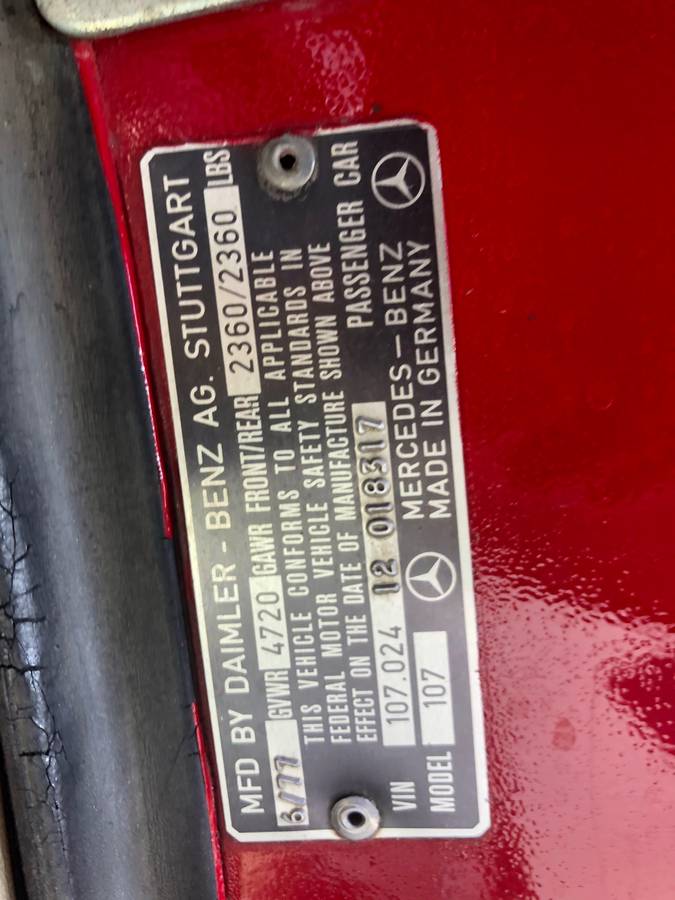 MFD BY DAIMLER-BENZ AG. STUTTGART
6/77 GVWR 4720 GAWR FRONT/REAR 2360/2360 LBS
THIS VEHICLE CONFORMS TO ALL APPLICABLE
FEDERAL MOTOR VEHICLE SAFETY STANDARDS IN
EFFECT ON THE DATE OF MANUFACTURE SHOWN ABOVE
PASSENGER CAR
VIN 107.024 12 018317
MODEL 107
MERCEDES-BENZ
MADE IN GERMANY